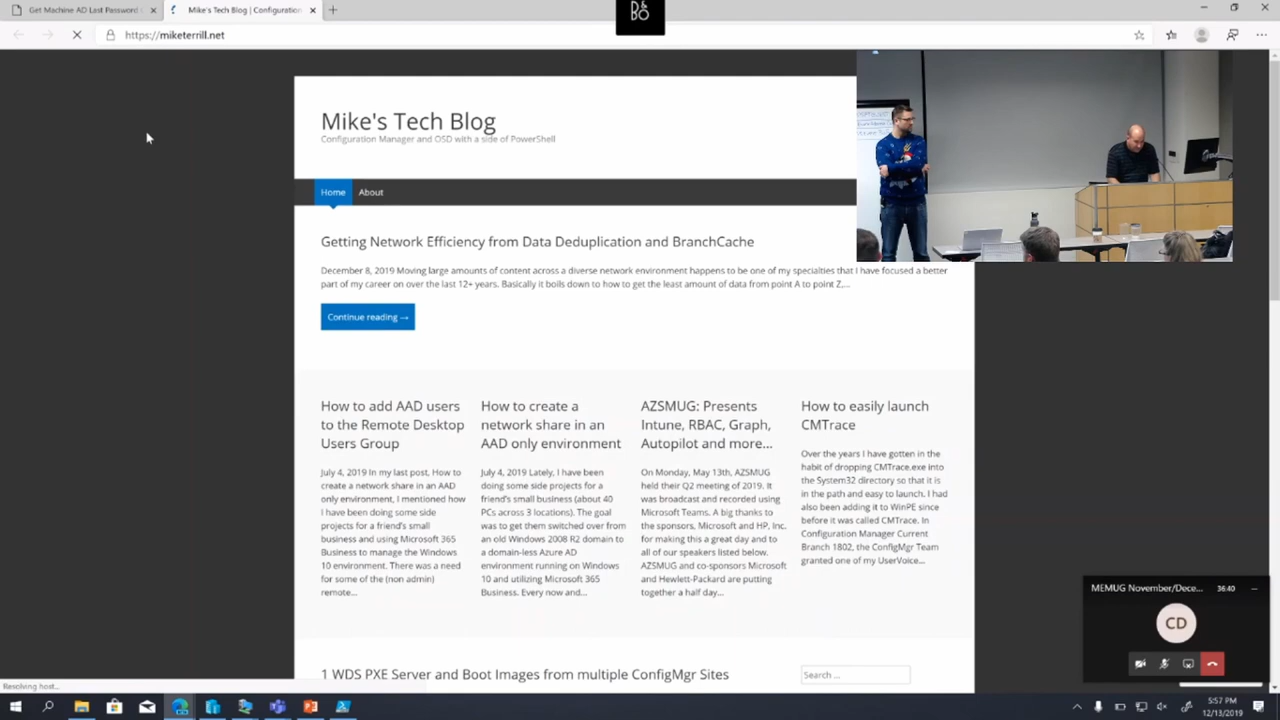 Get Machine AD Last Password
Mike's Tech Blog | Configuration
B&O
https://miketerrill.net
Mike's Tech Blog
Configuration Manager and OSD with a side of PowerShell
Home
About
Getting Network Efficiency from Data Deduplication and BranchCache
December 8, 2019 Moving large amounts of content across a diverse network environment happens to be one of my specialties that I have focused a better
part of my career on over the last 12+ years. Basically it boils down to how to get the least amount of data from point A to point Z,...
Continue reading →
How to add AAD users
to the Remote Desktop
Users Group
July 4, 2019 In my last post, How to
create a network share in an AAD
only environment, I mentioned how
I have been doing some side
projects for a friend's small
business and using Microsoft 365
Business to manage the Windows
10 environment. There was a need
for some of the (non admin)
remote...
How to create a
network share in an
AAD only environment
July 4, 2019 Lately, I have been
doing some side projects for a
friend's small business (about 40
PCs across 3 locations). The goal
was to get them switched over from
an old Windows 2008 R2 domain to
a domain-less Azure AD
environment running on Windows
10 and utilizing Microsoft 365
Business. Every now and...
AZSMUG: Presents
Intune, RBAC, Graph,
Autopilot and more...
On Monday, May 13th, AZSMUG
held their Q2 meeting of 2019. It
was broadcast and recorded using
Microsoft Teams. A big thanks to
the sponsors, Microsoft and HP, Inc.
for making this a great day and to
all of our speakers listed below.
AZSMUG and co-sponsors Microsoft
and Hewlett-Packard are putting
together a half day...
How to easily launch
CMTrace
Over the years I have gotten in the
habit of dropping CMTrace.exe into
the System32 directory so that it is
in the path and easy to launch. I had
also been adding it to WinPE since
before it was called CMTrace. In
Configuration Manager Current
Branch 1802, the ConfigMgr Team
granted one of my UserVoice...
1 WDS PXE Server and Boot Images from multiple ConfigMgr Sites
Search ...
MEMUG November/Dece...
36:40
CD
Resolving host...
5:57 PM
12/13/2019